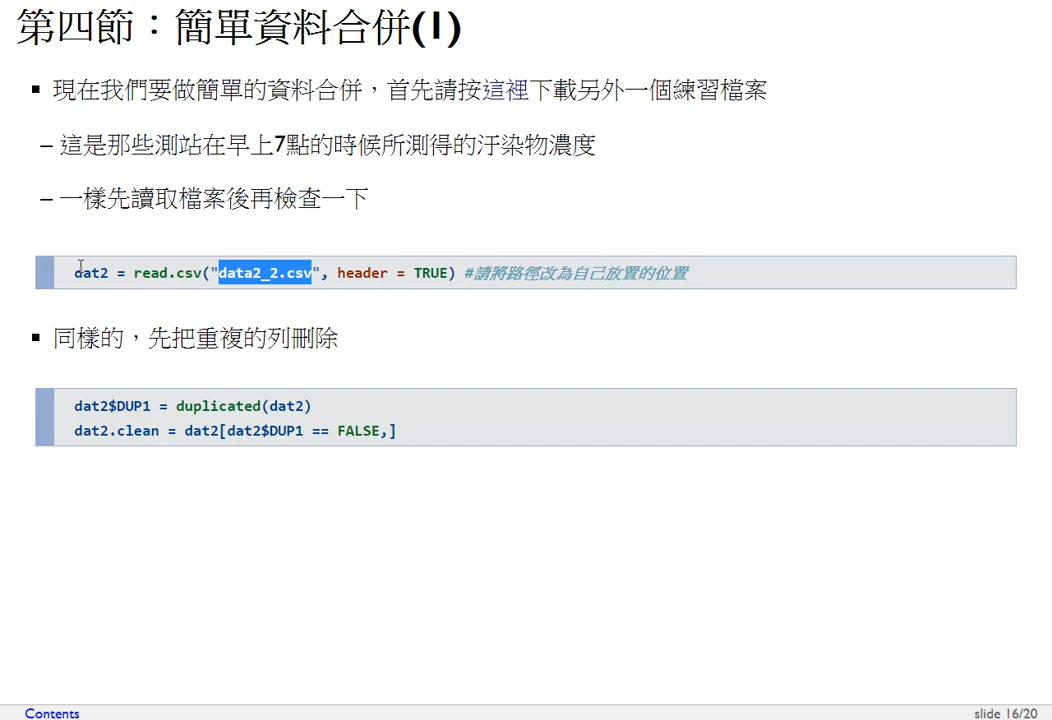 第四節：簡單資料合併(1)
現在我們要做簡單的資料合併，首先請按這裡下載另外一個練習檔案
– 這是那些測站在早上7點的時候所測得的汙染物濃度
– 一樣先讀取檔案後再檢查一下
dat2 = read.csv("data2_2.csv", header = TRUE) #請將路徑改為自己放置的位置
同樣的，先把重複的列刪除
dat2$DUP1 = duplicated(dat2)
dat2.clean = dat2[dat2$DUP1 == FALSE,]
Contents
slide 16/20